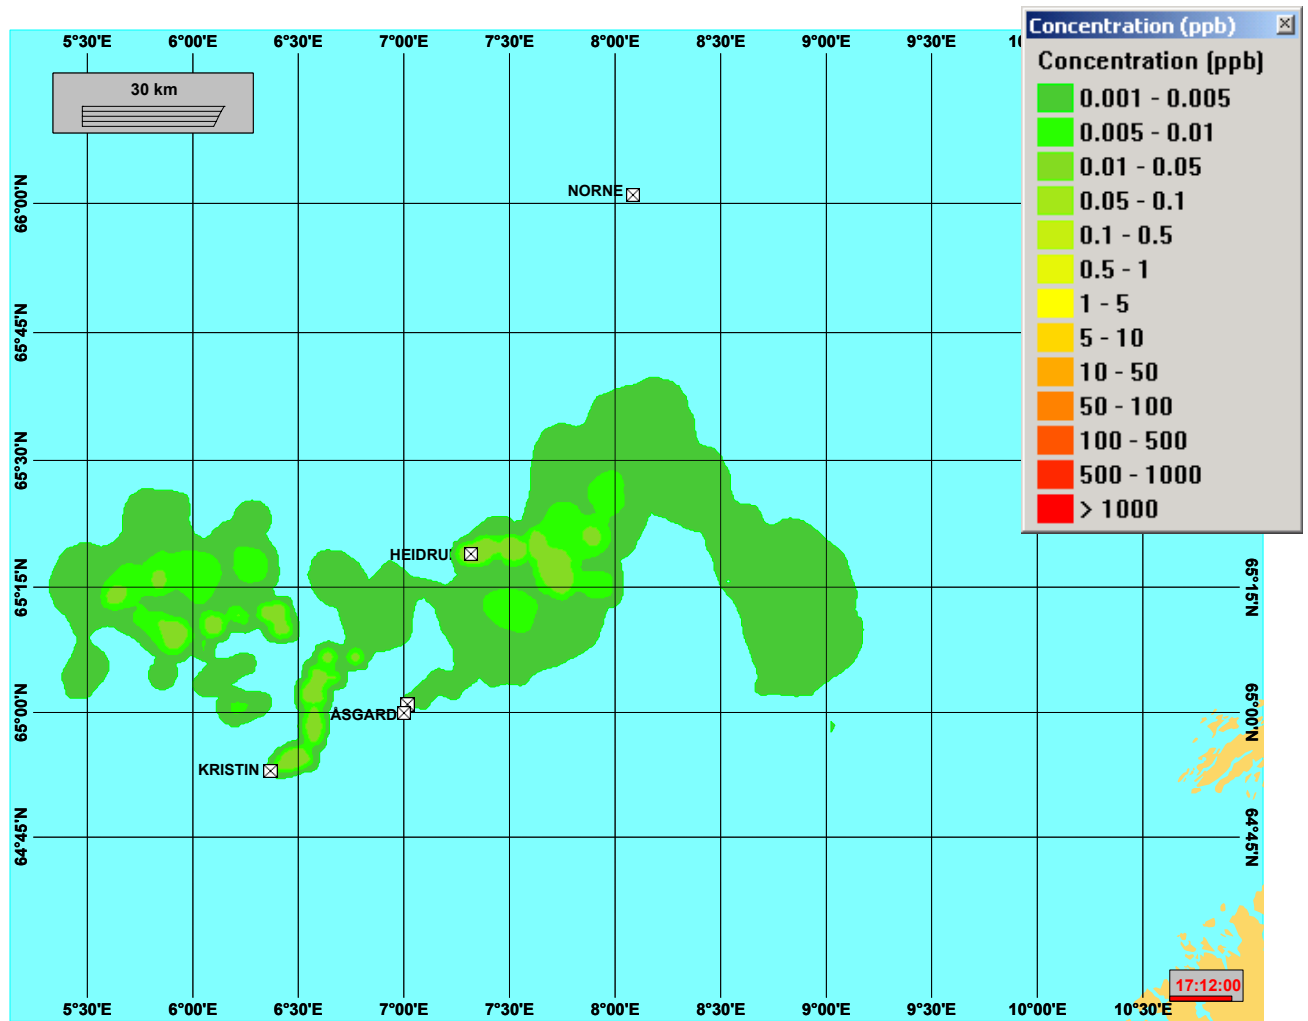 5°30'E 6°00'E 6°30'E 7°00'E 7°30'E 8°00'E 8°30'E 9°00'E 9°30'E 10
Concentration (ppb)
Concentration (ppb)
0.001 - 0.005
0.005 - 0.01
0.01 - 0.05
0.05 - 0.1
0.1 - 0.5
0.5 - 1
1 - 5
5 - 10
10 - 50
50 - 100
100 - 500
500 - 1000
> 1000
30 km
66°00'N
NORNE
65°45'N
65°30'N
HEIDRU
65°15'N
65°15'N
65°00'N
ÅSGARD
65°00'N
KRISTIN
64°45'N
64°45'N
17:12:00
5°30'E 6°00'E 6°30'E 7°00'E 7°30'E 8°00'E 8°30'E 9°00'E 9°30'E 10°00'E 10°30'E